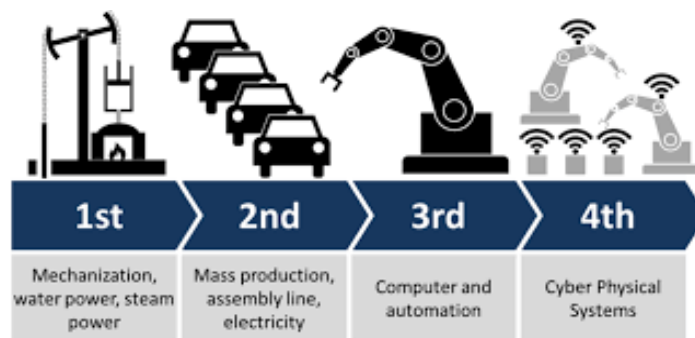 1st
2nd
3rd
4th
Mechanization,
water power, steam
power
Mass production,
assembly line,
electricity
Computer and
automation
Cyber Physical
Systems